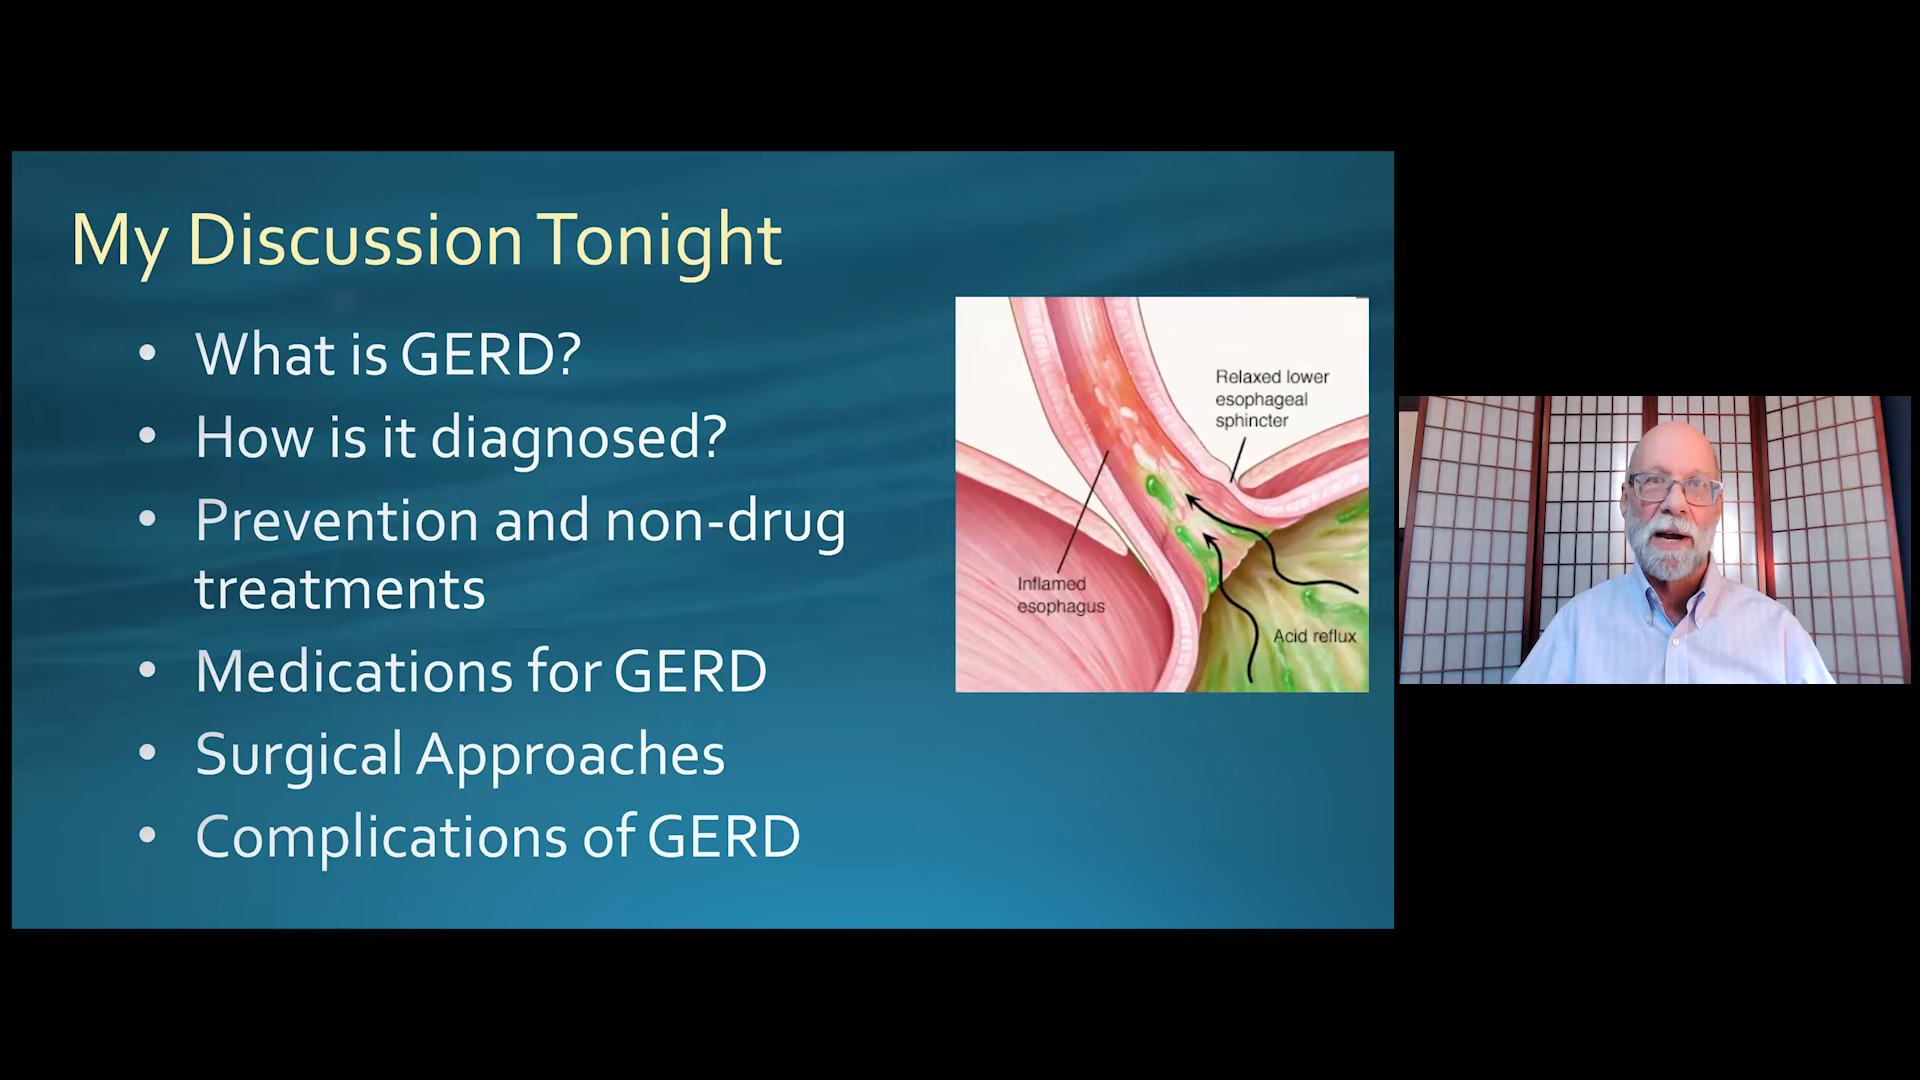 My Discussion Tonight
• What is GERD?
• How is it diagnosed?
• Prevention and non-drug
treatments
• Medications for GERD
• Surgical Approaches
• Complications of GERD
Relaxed lower
esophageal
sphincter
Inflamed
esophagus
Acid reflux